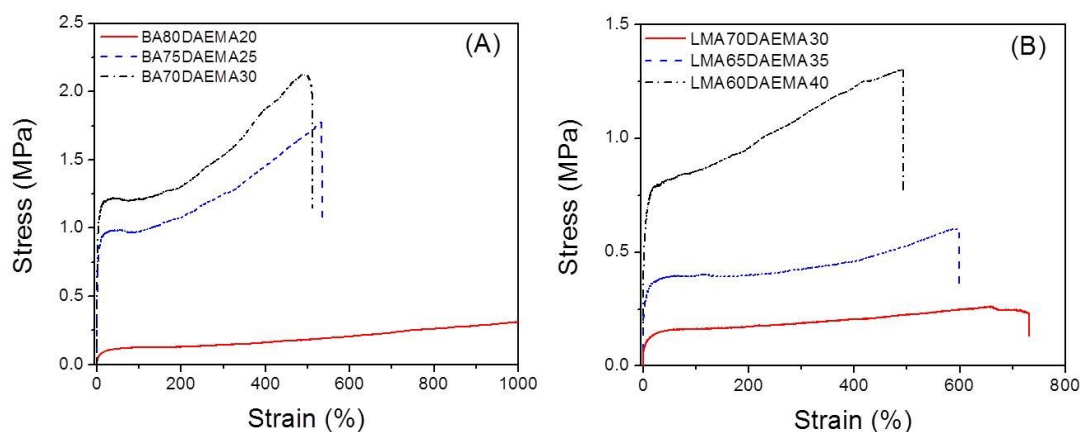 (A)
BA80DAEMA20
BA75DAEMA25
BA70DAEMA30
2.5
2.0
1.5
1.0
0.5
0.0
Stress (MPa)
0 200 400 600 800 1000
Strain (%)
(B)
LMA70DAEMA30
LMA65DAEMA35
LMA60DAEMA40
1.5
1.0
0.5
0.0
Stress (MPa)
0 200 400 600 800
Strain (%)